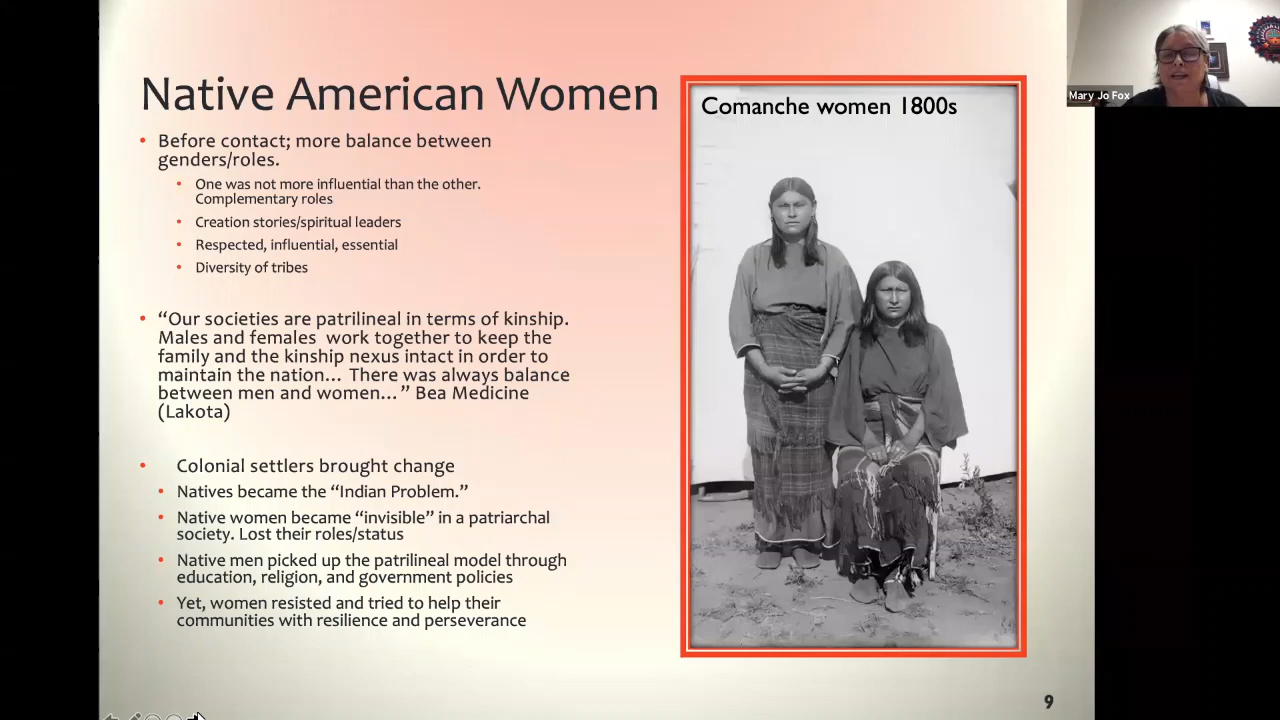 Native American Women
Before contact; more balance between
genders/roles.
One was not more influential than the other.
Complementary roles
Creation stories/spiritual leaders
Respected, influential, essential
Diversity of tribes
“Our societies are patrilineal in terms of kinship.
Males and females work together to keep the
family and the kinship nexus intact in order to
maintain the nation… There was always balance
between men and women…” Bea Medicine
(Lakota)
Colonial settlers brought change
Natives became the “Indian Problem.”
Native women became “invisible” in a patriarchal
society. Lost their roles/status
Native men picked up the patrilineal model through
education, religion, and government policies
Yet, women resisted and tried to help their
communities with resilience and perseverance
Comanche women 1800s
Mary Jo Fox
9